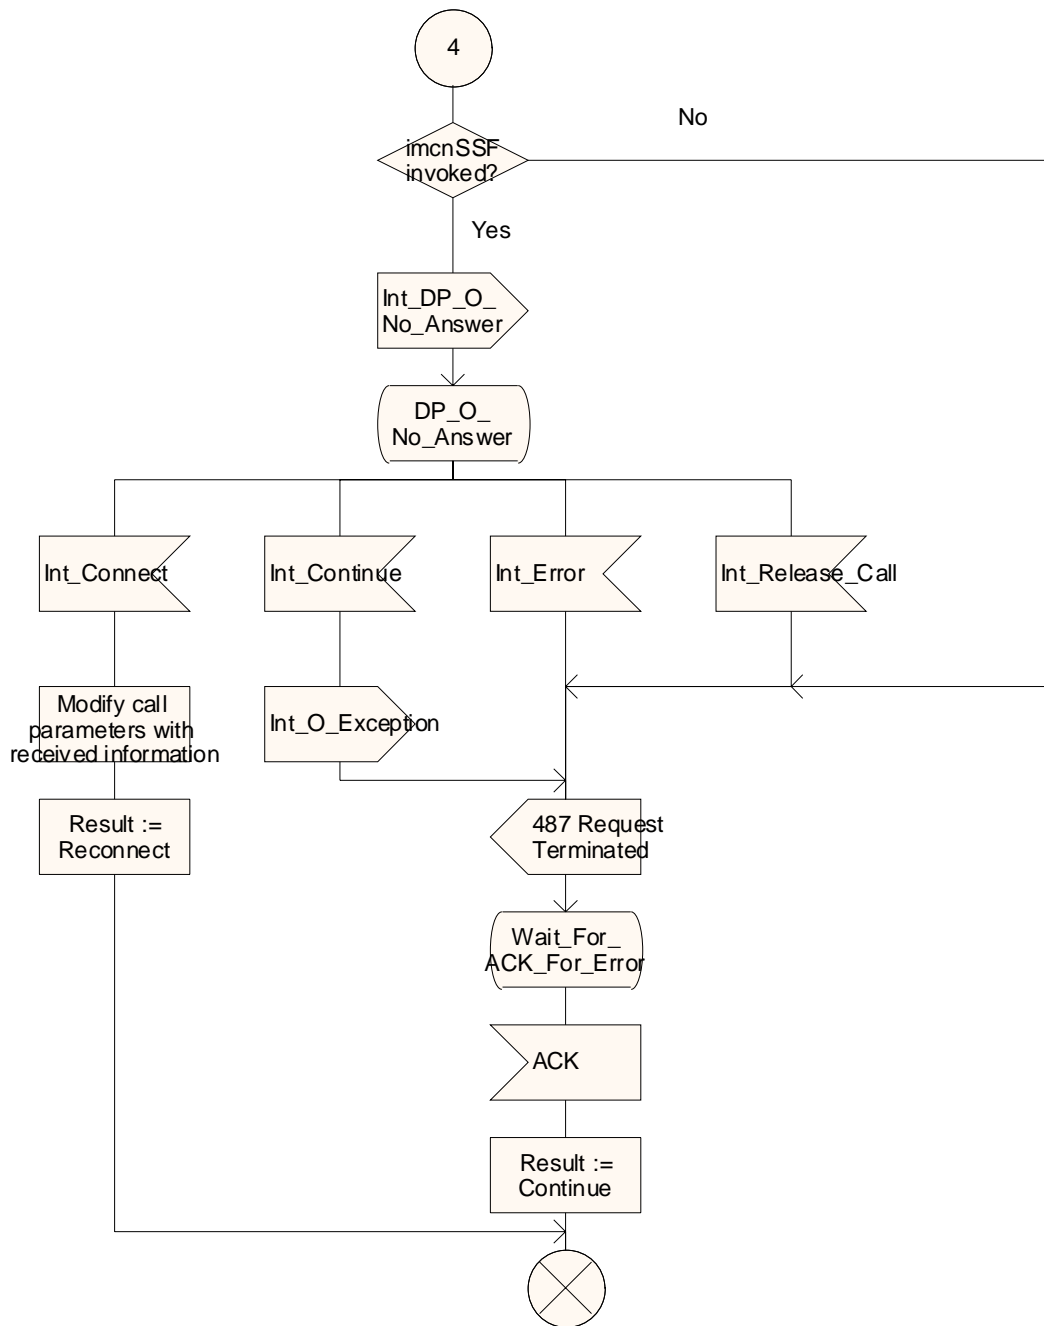 4
imcnSSF
invoked?
No
Yes
Int_DP_O_
No_Answer
DP_O_
No_Answer
Int_Connect
Int_Continue
Int_Error
Int_Release_Call
Modify call
parameters with
received information
Int_O_Exception
Result :=
Reconnect
487 Request
Terminated
Wait_For_
ACK_For_Error
ACK
Result :=
Continue